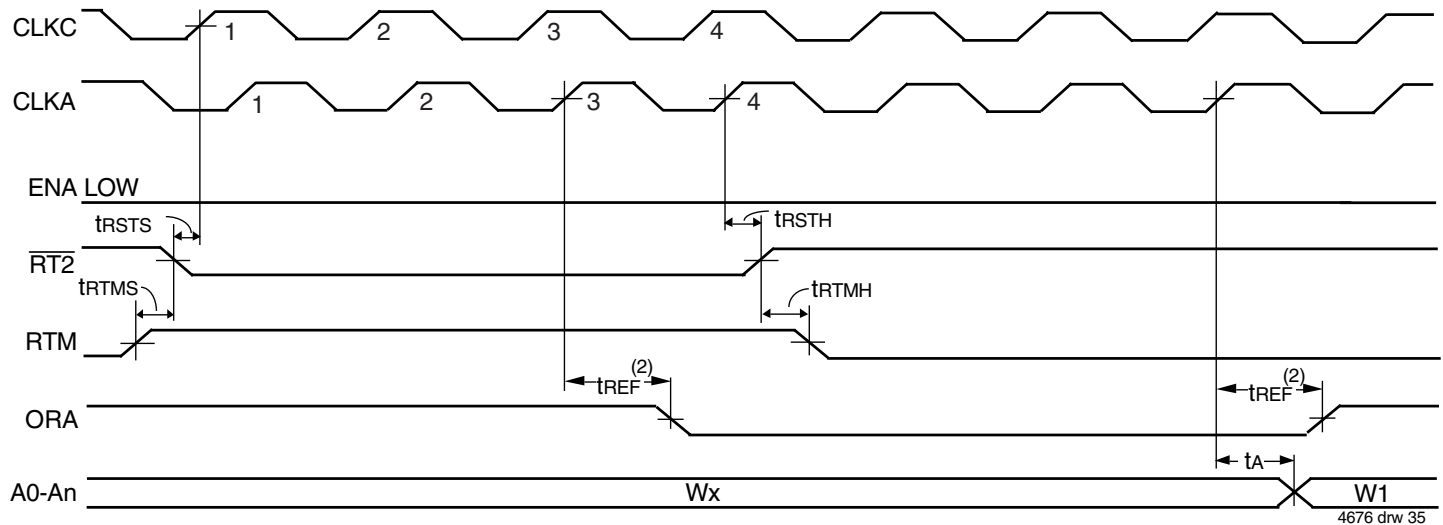 CLKC 1 2 3 4
CLKA 1 2 3 4
ENA LOW
tRSTS tRSTH
RT2
tRTMS tRTMH
RTM
tREF(2) tREF(2)
ORA
tA
A0-An Wx W1
4676 drw 35